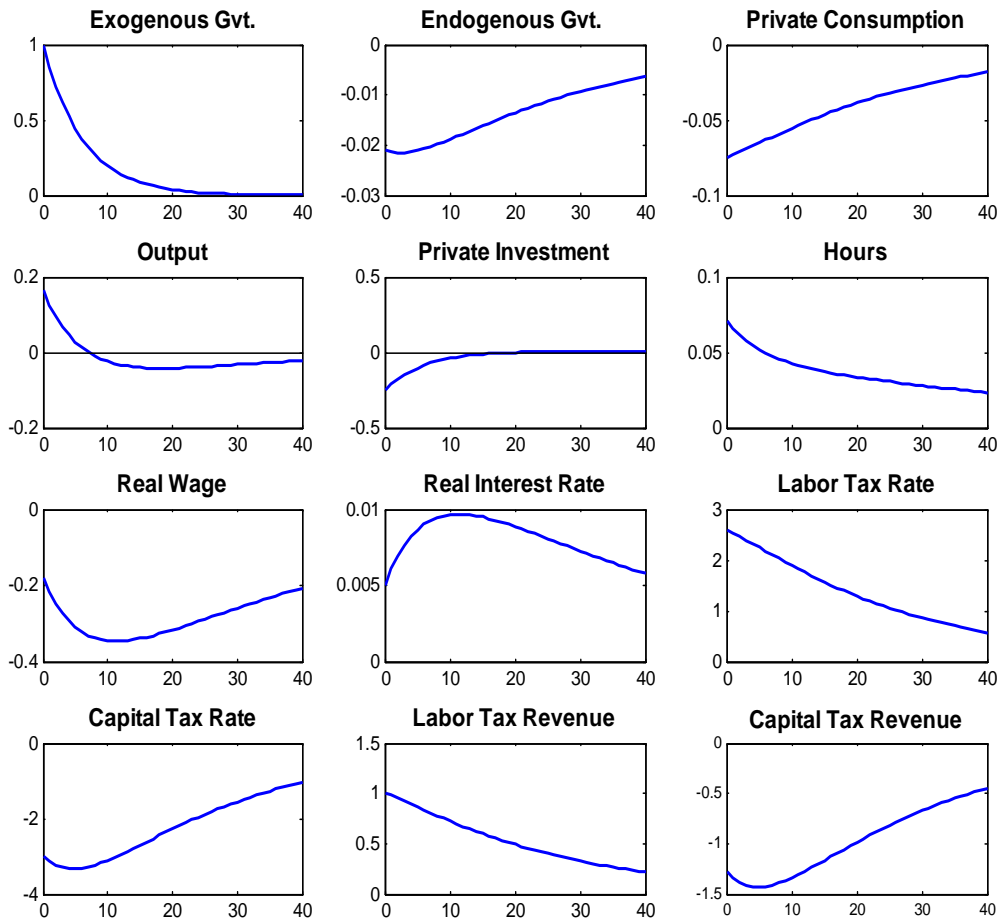 Exogenous Gvt. Endogenous Gvt. Private Consumption
1 0 0
-0.01
0.5 -0.05
-0.02
0 -0.03 -0.1
0 10 20 30 40 0 10 20 30 40 0 10 20 30 40
Output Private Investment Hours
0.2 0.5 0.1
0 0 0.05
-0.2 -0.5 0
0 10 20 30 40 0 10 20 30 40 0 10 20 30 40
Real Wage Real Interest Rate Labor Tax Rate
0 0.01 3
2
-0.2 0.005
1
-0.4 0 0
0 10 20 30 40 0 10 20 30 40 0 10 20 30 40
Capital Tax Rate Labor Tax Revenue Capital Tax Revenue
0 1.5 0
1 -0.5
-2
0.5 -1
-4 0 -1.5
0 10 20 30 40 0 10 20 30 40 0 10 20 30 40